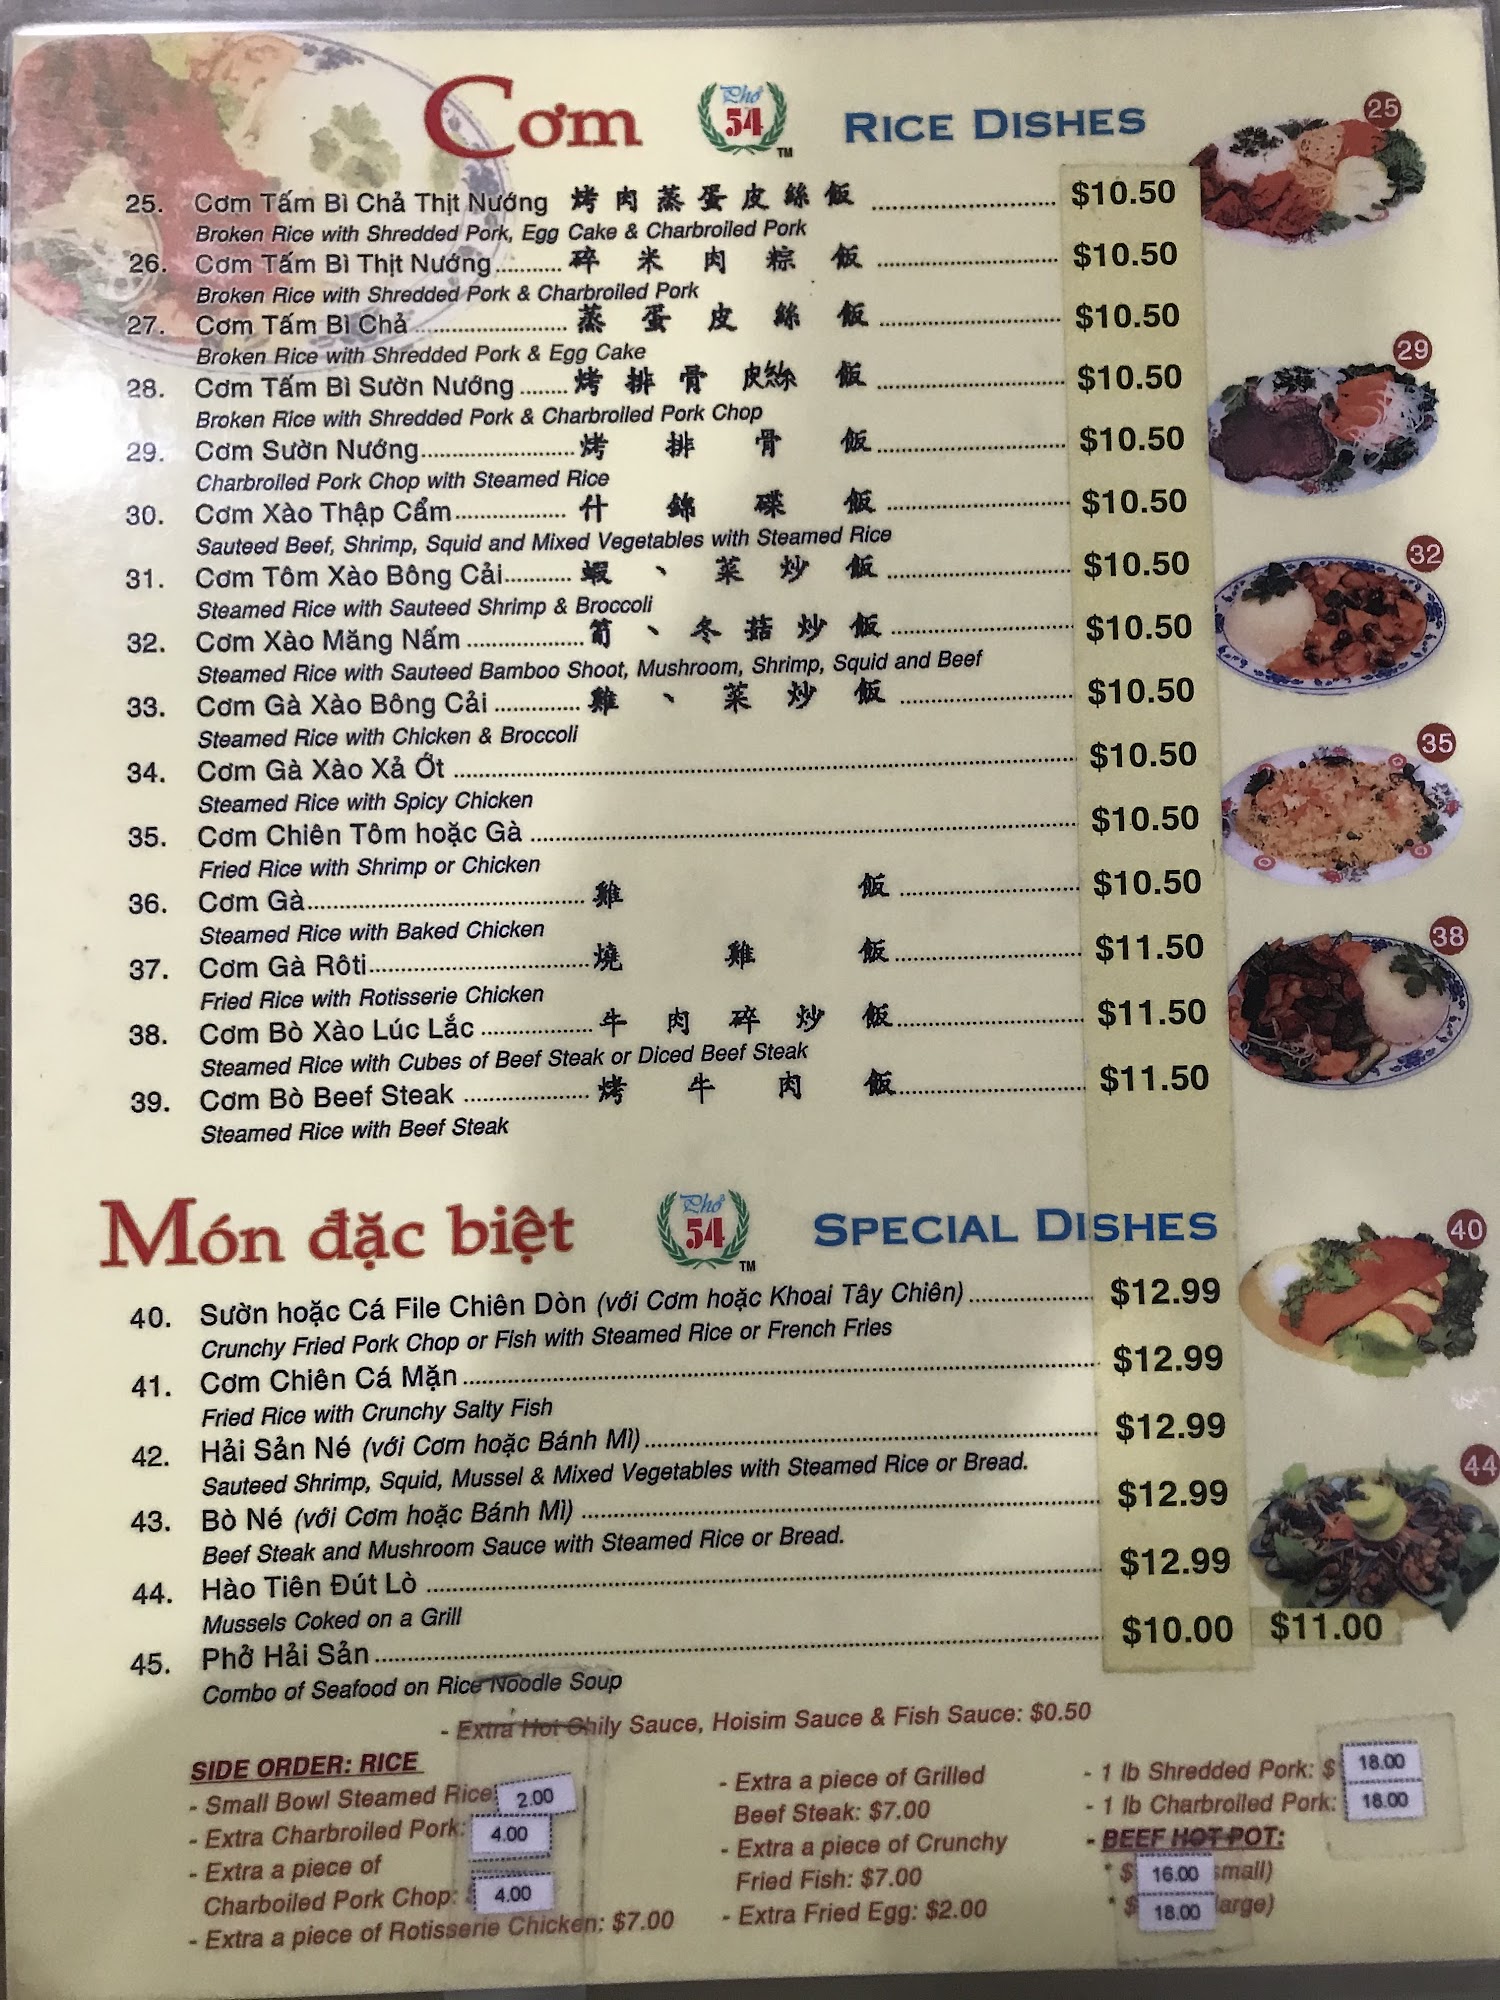 Cơm Phở 54 TM RICE DISHES
25
25. Cơm Tấm Bì Chả Thịt Nướng 烤肉蒸蛋皮絲飯 $10.50
Broken Rice with Shredded Pork, Egg Cake & Charbroiled Pork
26. Cơm Tấm Bì Thịt Nướng 碎米肉粽飯 $10.50
Broken Rice with Shredded Pork & Charbroiled Pork
27. Cơm Tấm Bì Chả 蒸蛋皮絲飯 $10.50
Broken Rice with Shredded Pork & Egg Cake
29
28. Cơm Tấm Bì Sườn Nướng 烤排骨皮絲飯 $10.50
Broken Rice with Shredded Pork & Charbroiled Pork Chop
29. Cơm Sườn Nướng 烤排骨飯 $10.50
Charbroiled Pork Chop with Steamed Rice
30. Cơm Xào Thập Cẩm 什錦碟飯 $10.50
Sauteed Beef, Shrimp, Squid and Mixed Vegetables with Steamed Rice
32
31. Cơm Tôm Xào Bông Cải 蝦、菜炒飯 $10.50
Steamed Rice with Sauteed Shrimp & Broccoli
32. Cơm Xào Măng Nấm 筍、冬菇炒飯 $10.50
Steamed Rice with Sauteed Bamboo Shoot, Mushroom, Shrimp, Squid and Beef
33. Cơm Gà Xào Bông Cải 雞、菜炒飯 $10.50
Steamed Rice with Chicken & Broccoli
35
34. Cơm Gà Xào Xả Ớt $10.50
Steamed Rice with Spicy Chicken
35. Cơm Chiên Tôm hoặc Gà $10.50
Fried Rice with Shrimp or Chicken
36. Cơm Gà 雞飯 $10.50
Steamed Rice with Baked Chicken
38
37. Cơm Gà Rôti 燒雞飯 $11.50
Fried Rice with Rotisserie Chicken
38. Cơm Bò Xào Lúc Lắc 牛肉碎炒飯 $11.50
Steamed Rice with Cubes of Beef Steak or Diced Beef Steak
39. Cơm Bò Beef Steak 烤牛肉飯 $11.50
Steamed Rice with Beef Steak
Món đặc biệt Phở 54 TM SPECIAL DISHES
40
40. Sườn hoặc Cá File Chiên Dòn (với Cơm hoặc Khoai Tây Chiên) $12.99
Crunchy Fried Pork Chop or Fish with Steamed Rice or French Fries
41. Cơm Chiên Cá Mặn $12.99
Fried Rice with Crunchy Salty Fish
42. Hải Sản Né (với Cơm hoặc Bánh Mì) $12.99
Sauteed Shrimp, Squid, Mussel & Mixed Vegetables with Steamed Rice or Bread.
44
43. Bò Né (với Cơm hoặc Bánh Mì) $12.99
Beef Steak and Mushroom Sauce with Steamed Rice or Bread.
44. Hào Tiên Đút Lò $12.99
Mussels Coked on a Grill
45. Phở Hải Sản $10.00 $11.00
Combo of Seafood on Rice Noodle Soup
- Extra Hot Chily Sauce, Hoisim Sauce & Fish Sauce: $0.50
SIDE ORDER: RICE
- Small Bowl Steamed Rice 2.00
- Extra Charbroiled Pork: 4.00
- Extra a piece of
Charboiled Pork Chop: 4.00
- Extra a piece of Rotisserie Chicken: $7.00
- Extra a piece of Grilled
Beef Steak: $7.00
- Extra a piece of Crunchy
Fried Fish: $7.00
- Extra Fried Egg: $2.00
- 1 lb Shredded Pork: $ 18.00
- 1 lb Charbroiled Pork: 18.00
- BEEF HOT POT:
* $ 16.00 small)
* $ 18.00 large)